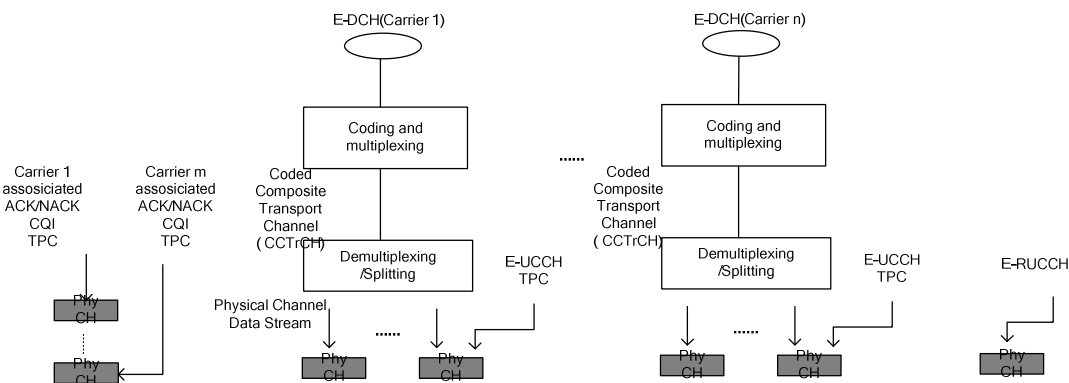 E-DCH(Carrier 1)
E-DCH(Carrier n)
Coding and
multiplexing
Coding and
multiplexing
......
Carrier 1
assosiciated
ACK/NACK
CQI
TPC
Carrier m
assosiciated
ACK/NACK
CQI
TPC
Coded
Composite
Transport
Channel
( CCTrCH)
Coded
Composite
Transport
Channel
( CCTrCH)
Demultiplexing
/Splitting
Demultiplexing
/Splitting
E-UCCH
TPC
E-UCCH
TPC
E-RUCCH
Physical Channel
Data Stream
......
......
Phy
CH
Phy
CH
Phy
CH
Phy
CH
Phy
CH
Phy
CH
Phy
CH